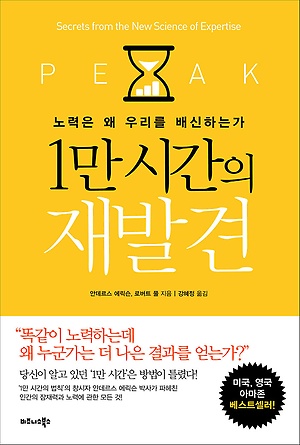 Secrets from the New Science of Expertise
PEAK
노력은 왜 우리를 배신하는가
1만 시간의
재발견
안데르스 에릭슨, 로버트 풀 지음 | 강혜정 옮김
“똑같이 노력하는데
왜 누군가는 더 나은 결과를 얻는가?”
당신이 알고 있던 ‘1만 시간’은 방법이 틀렸다!
‘1만 시간의 법칙’의 창시자 안데르스 에릭슨 박사가 파헤친
인간의 잠재력과 노력에 관한 모든 것!
미국, 영국
아마존
베스트셀러!
비즈니스북스